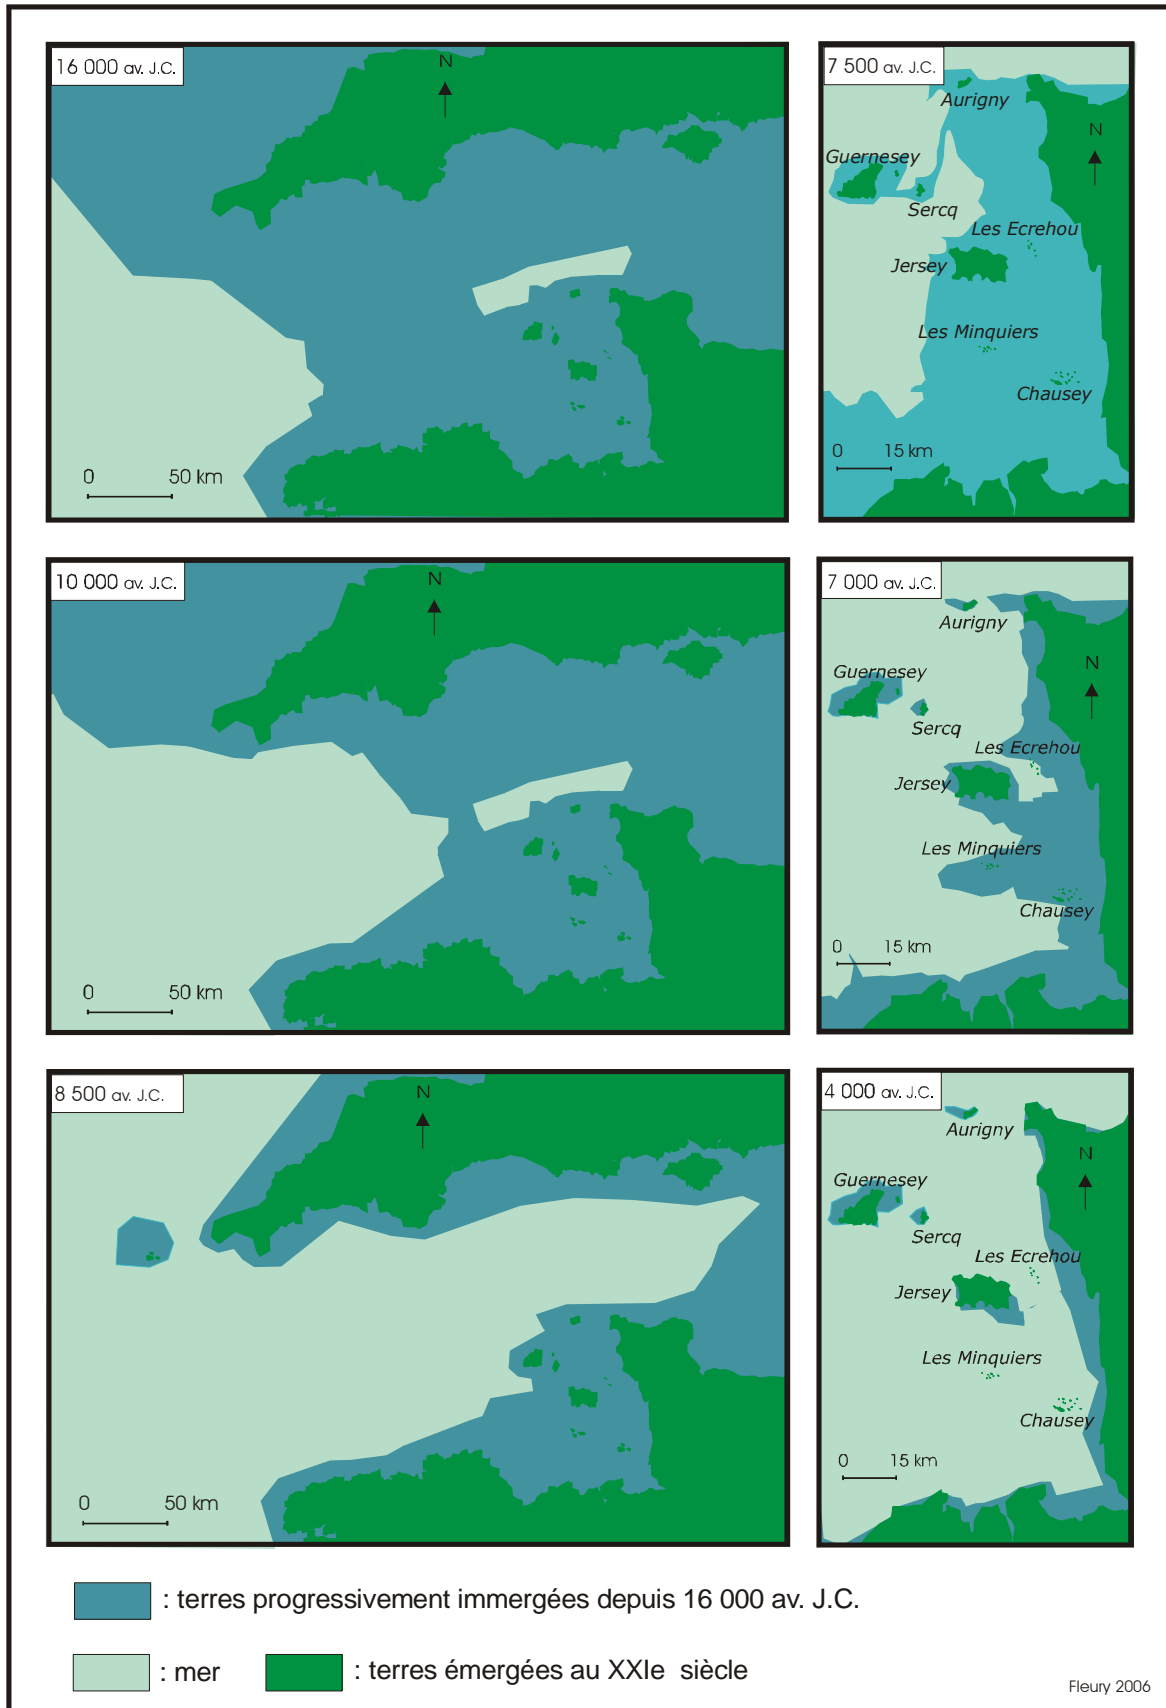 16 000 av. J.C.
N
0 50 km
7 500 av. J.C.
Aurigny
N
Guernesey
Sercq
Les Ecrehou
Jersey
Les Minquiers
Chausey
0 15 km
10 000 av. J.C.
N
0 50 km
7 000 av. J.C.
Aurigny
Guernesey
N
Sercq
Les Ecrehou
Jersey
Les Minquiers
Chausey
0 15 km
8 500 av. J.C.
N
0 50 km
4 000 av. J.C.
Aurigny
N
Guernesey
Sercq
Les Ecrehou
Jersey
Les Minquiers
Chausey
0 15 km
: terres progressivement immergées depuis 16 000 av. J.C.
: mer
: terres émergées au XXIe siècle
Fleury 2006